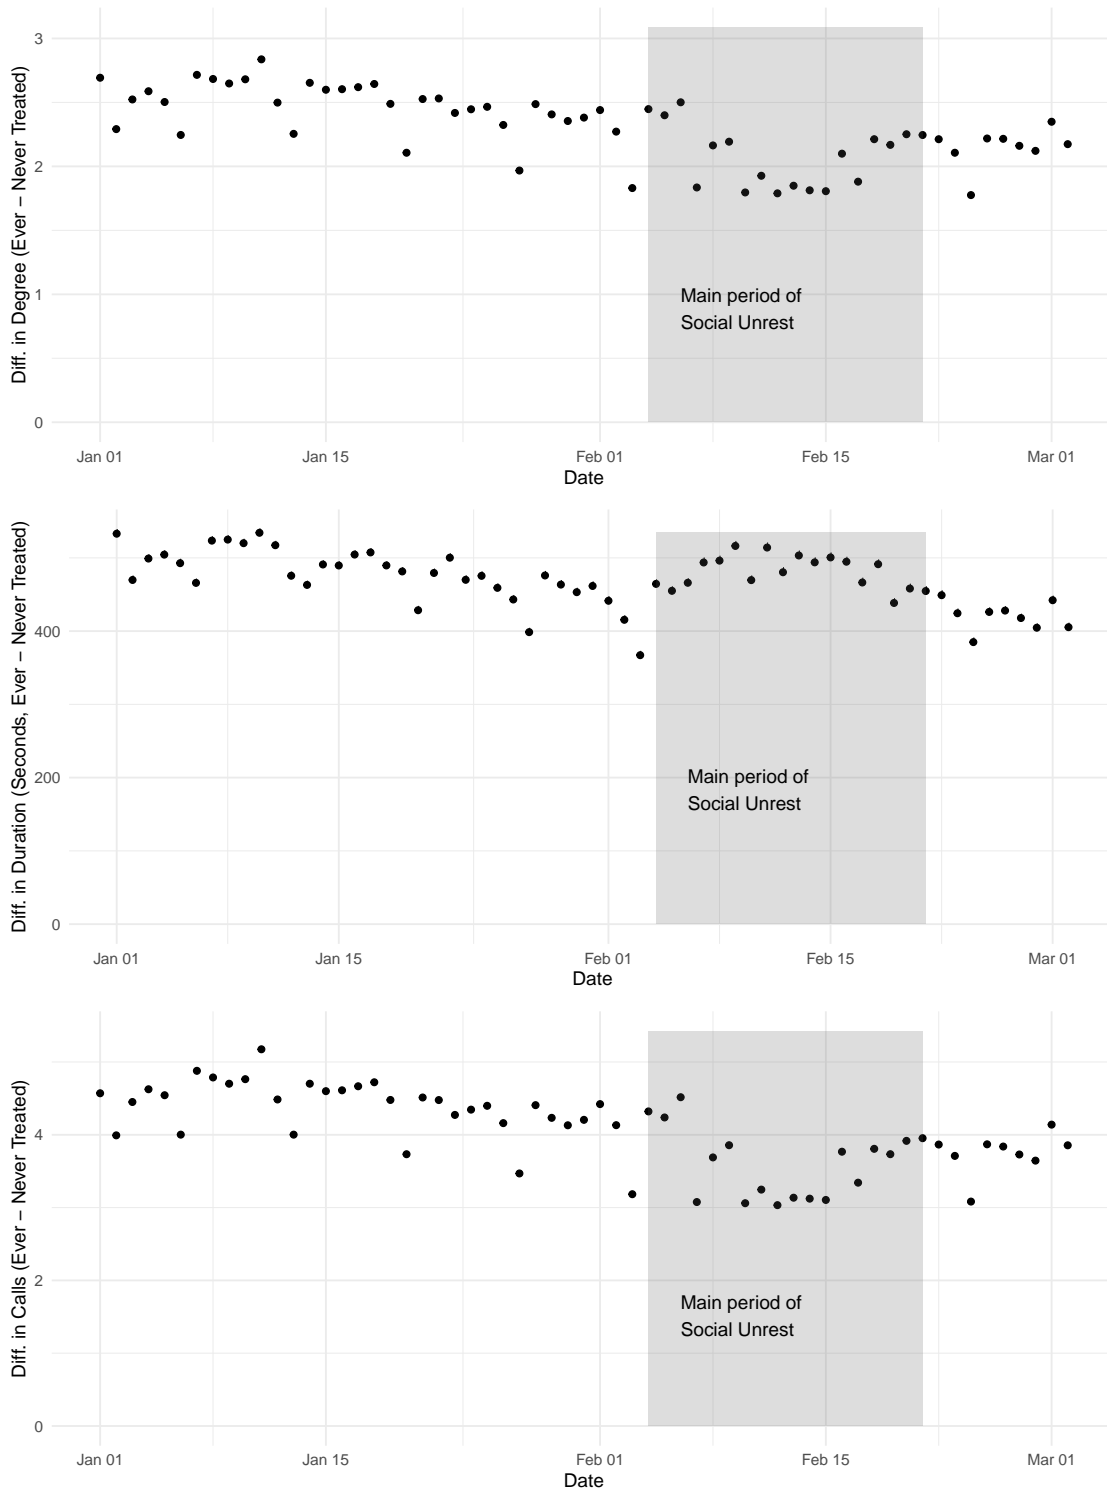 Diff. in Degree (Ever − Never Treated)
3
2
1
0
Main period of
Social Unrest
Jan 01
Jan 15
Feb 01
Feb 15
Mar 01
Date
Diff. in Duration (Seconds, Ever − Never Treated)
400
200
0
Main period of
Social Unrest
Jan 01
Jan 15
Feb 01
Feb 15
Mar 01
Date
Diff. in Calls (Ever − Never Treated)
4
2
0
Main period of
Social Unrest
Jan 01
Jan 15
Feb 01
Feb 15
Mar 01
Date